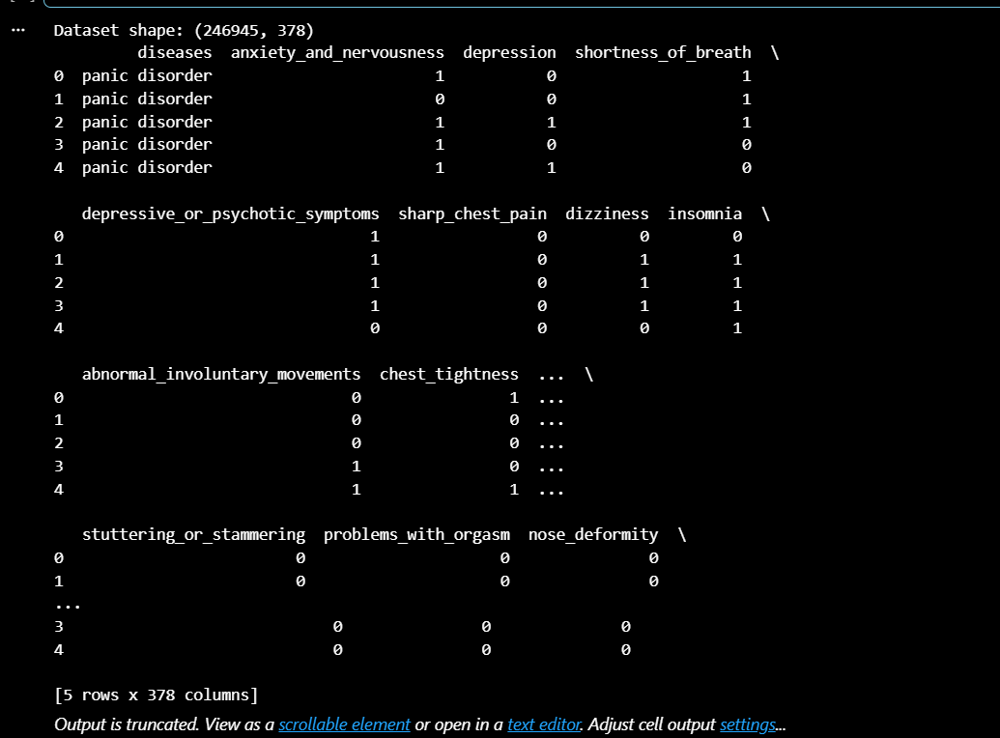 ...
Dataset shape: (246945, 378)
diseases anxiety_and_nervousness depression shortness_of_breath \
0 panic disorder 1 0 1
1 panic disorder 0 0 1
2 panic disorder 1 1 1
3 panic disorder 1 0 0
4 panic disorder 1 1 0
depressive_or_psychotic_symptoms sharp_chest_pain dizziness insomnia \
0 1 0 0 0
1 1 0 1 1
2 1 0 1 1
3 1 0 1 1
4 0 0 0 1
abnormal_involuntary_movements chest_tightness ... \
0 0 1 ...
1 0 0 ...
2 0 0 ...
3 1 0 ...
4 1 1 ...
stuttering_or_stammering problems_with_orgasm nose_deformity \
0 0 0 0
1 0 0 0
...
3 0 0 0
4 0 0 0
[5 rows x 378 columns]
Output is truncated. View as a scrollable element or open in a text editor. Adjust cell output settings...